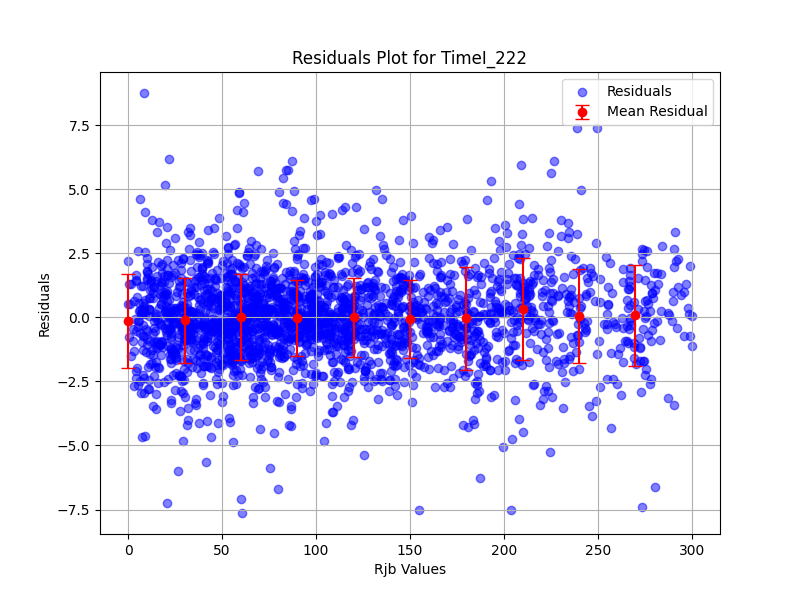 Residuals Plot for TimeI_222
Residuals
Mean Residual
7.5
5.0
2.5
0.0
−2.5
−5.0
−7.5
Residuals
0 50 100 150 200 250 300
Rjb Values